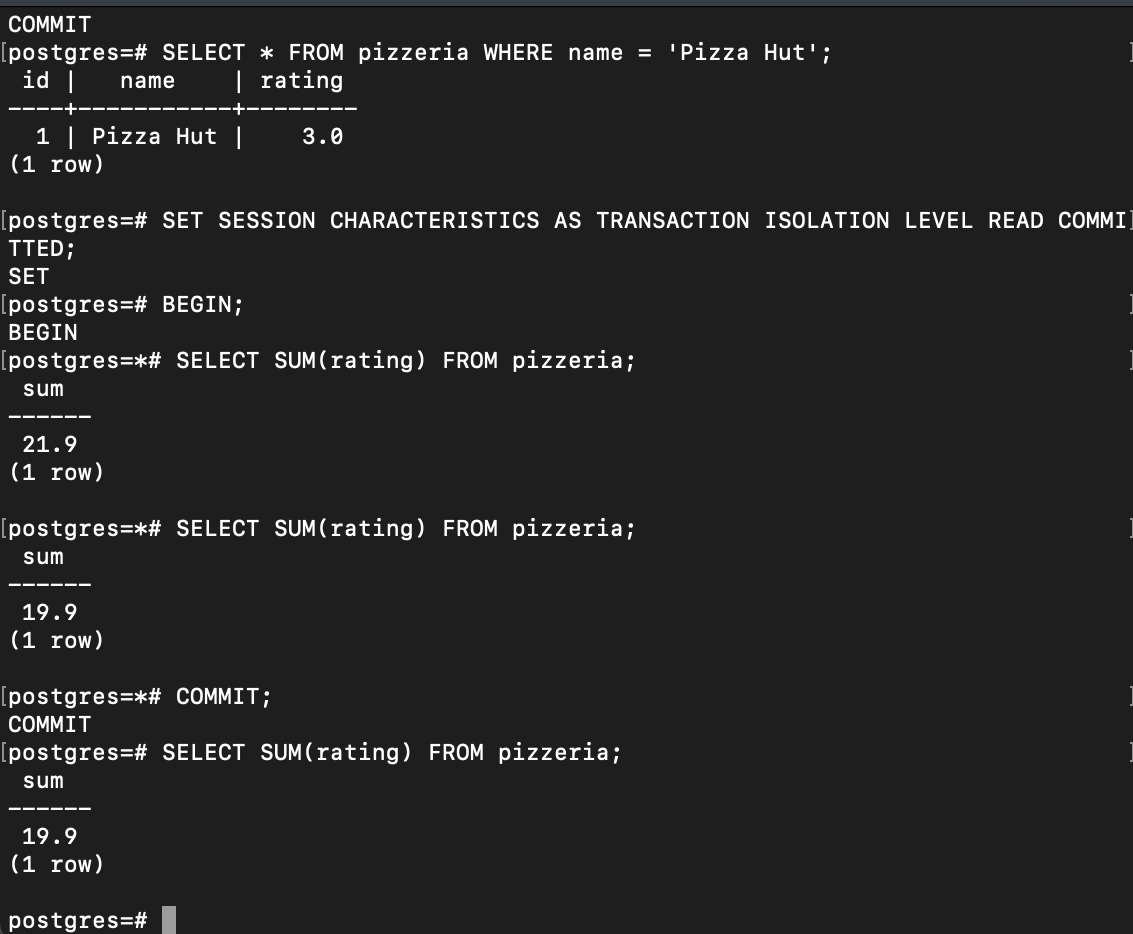 COMMIT
[postgres=# SELECT * FROM pizzeria WHERE name = 'Pizza Hut'; ]
 id |   name    | rating
----+-----------+--------
  1 | Pizza Hut |    3.0
(1 row)

[postgres=# SET SESSION CHARACTERISTICS AS TRANSACTION ISOLATION LEVEL READ COMMI]
TTED;
SET
[postgres=# BEGIN; ]
BEGIN
[postgres=*# SELECT SUM(rating) FROM pizzeria; ]
 sum
------
 21.9
(1 row)

[postgres=*# SELECT SUM(rating) FROM pizzeria; ]
 sum
------
 19.9
(1 row)

[postgres=*# COMMIT; ]
COMMIT
[postgres=# SELECT SUM(rating) FROM pizzeria; ]
 sum
------
 19.9
(1 row)

postgres=#